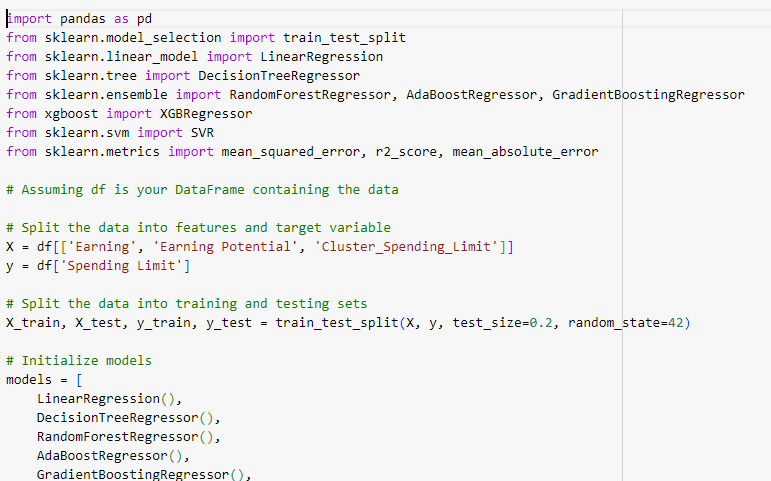 import pandas as pd
from sklearn.model_selection import train_test_split
from sklearn.linear_model import LinearRegression
from sklearn.tree import DecisionTreeRegressor
from sklearn.ensemble import RandomForestRegressor, AdaBoostRegressor, GradientBoostingRegressor
from xgboost import XGBRegressor
from sklearn.svm import SVR
from sklearn.metrics import mean_squared_error, r2_score, mean_absolute_error
# Assuming df is your DataFrame containing the data
# Split the data into features and target variable
X = df[['Earning', 'Earning Potential', 'Cluster_Spending_Limit']]
y = df['Spending Limit']
# Split the data into training and testing sets
X_train, X_test, y_train, y_test = train_test_split(X, y, test_size=0.2, random_state=42)
# Initialize models
models = [
    LinearRegression(),
    DecisionTreeRegressor(),
    RandomForestRegressor(),
    AdaBoostRegressor(),
    GradientBoostingRegressor(),